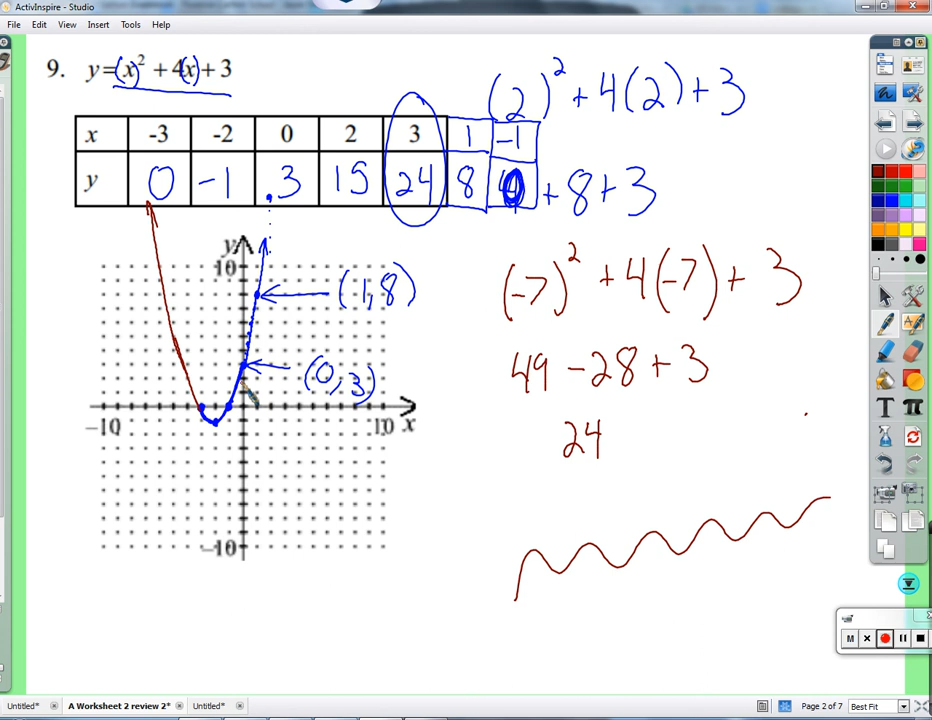 ActivInspire - Studio
File Edit View Insert Tools Help
9. y=(x)² + 4(x) + 3
(2)² + 4(2) + 3
x -3 -2 0 2 3 1 -1
y 0 -1 3 15 24 8 0
+ 8 + 3
y
10
(1,8)
(-7)² + 4(-7) + 3
(0,3)
49 - 28 + 3
-10 10 x
24
-10
M
Untitled* A Worksheet 2 review 2* Untitled* Page 2 of 7 Best Fit